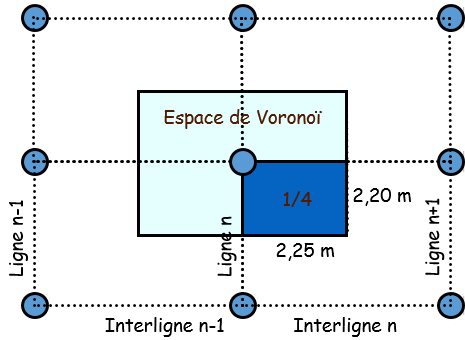 Espace de Voronoï
1/4
2,20 m
2,25 m
Ligne n-1
Ligne n
Ligne n+1
Interligne n-1
Interligne n